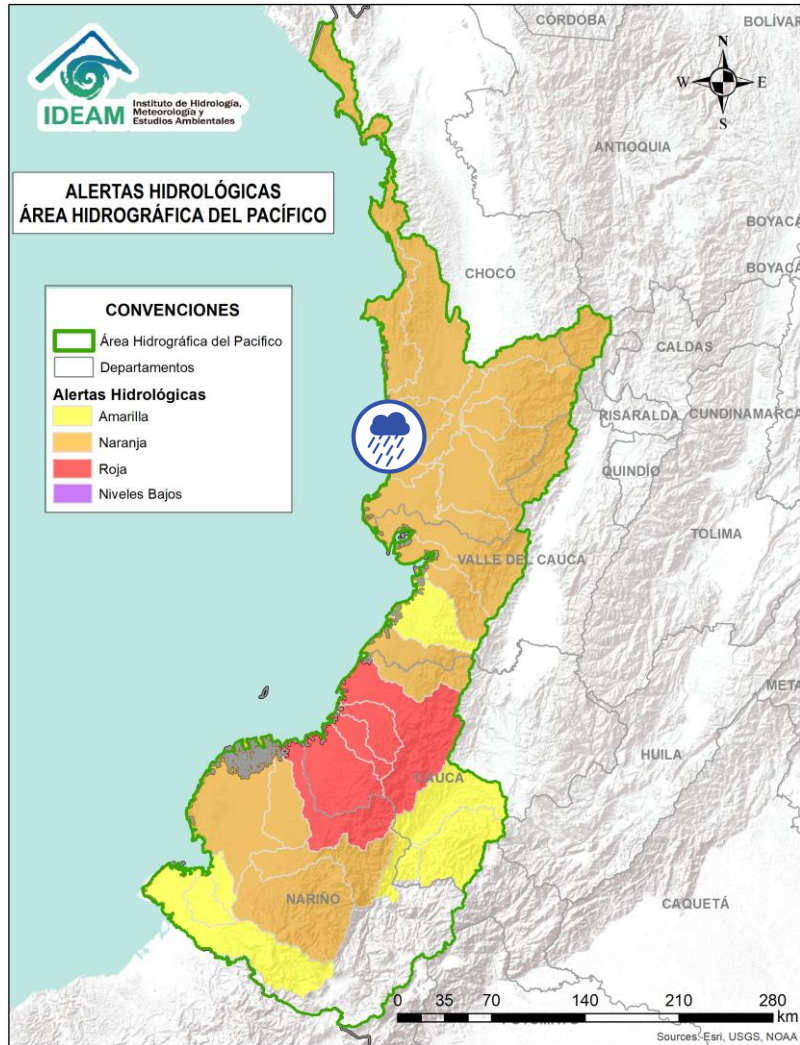 IDEAM
Instituto de Hidrología,
Meteorología y
Estudios Ambientales
ALERTAS HIDROLÓGICAS
ÁREA HIDROGRÁFICA DEL PACÍFICO
CONVENCIONES
Área Hidrográfica del Pacifico
Departamentos
Alertas Hidrológicas
Amarilla
Naranja
Roja
Niveles Bajos
N
W E
S
CÓRDOBA
BOLÍVAR
ANTIOQUIA
BOYACÁ
BOYACÁ
CHOCÓ
CALDAS
RISARALDA
CUNDINAMARCA
QUINDÍO
TOLIMA
VALLE DEL CAUCA
META
HUILA
CAUCA
NARIÑO
CAQUETÁ
0 35 70 140 210 280
km
Sources: Esri, USGS, NOAA